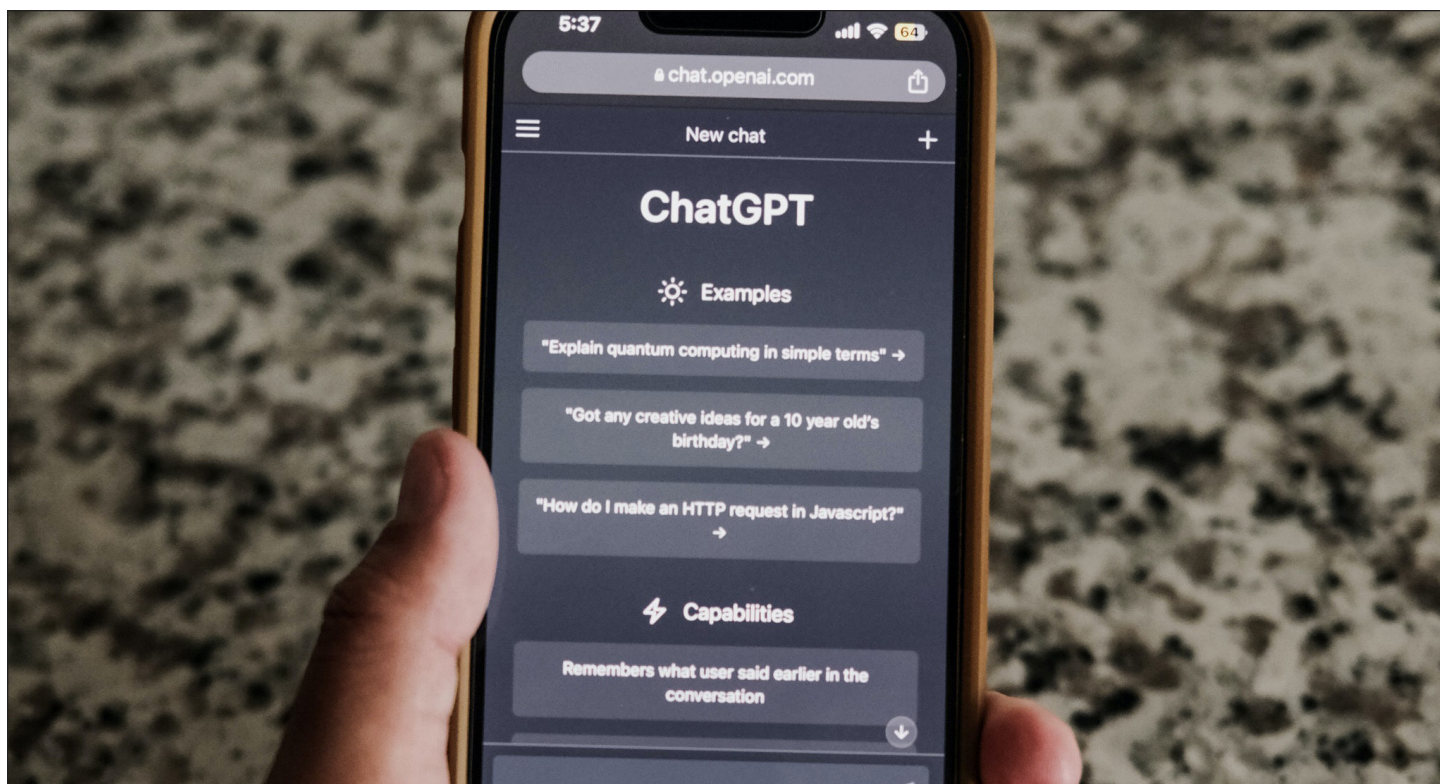 5:37
64
chat.openai.com
New chat
ChatGPT
Examples
"Explain quantum computing in simple terms" →
"Got any creative ideas for a 10 year old's
birthday?" →
"How do I make an HTTP request in Javascript?"
→
Capabilities
Remembers what user said earlier in the
conversation